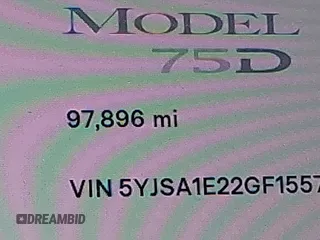 MODEL
75D
97,896 mi
VIN 5YJSA1E22GF1557
DREAMBID